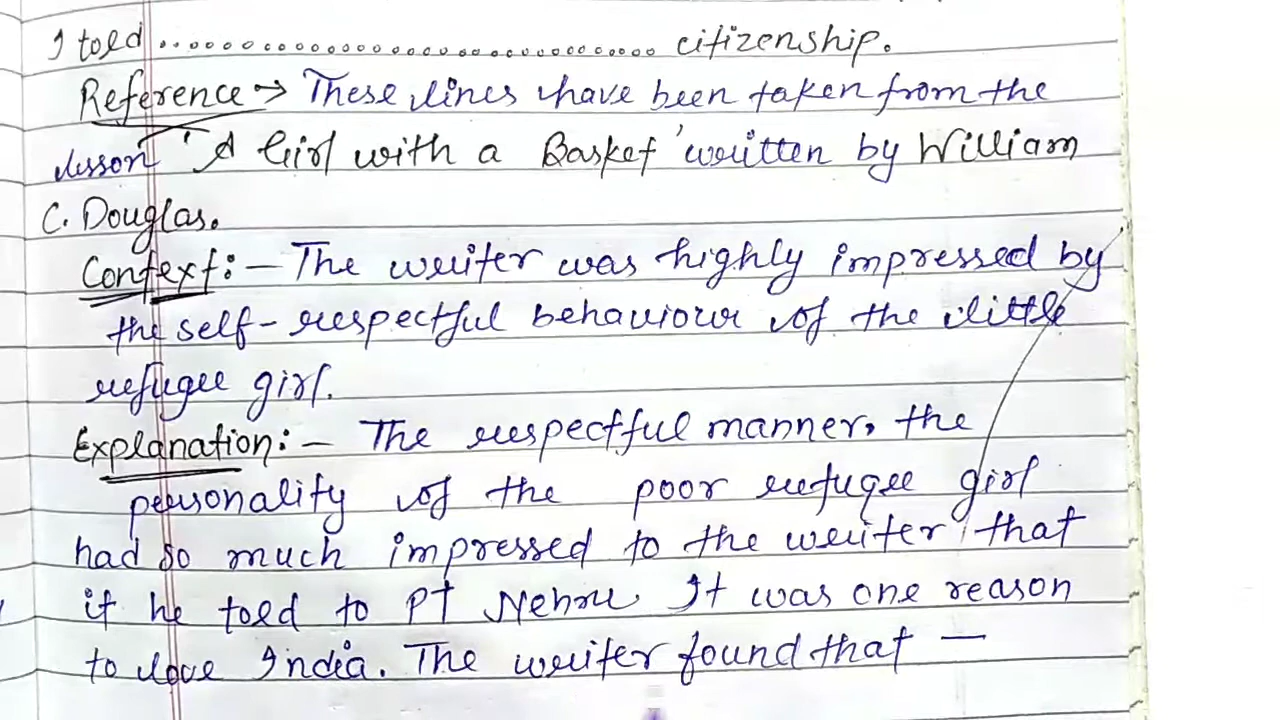 I told .................................... citizenship.
Reference → These lines have been taken from the
lesson 'A Girl with a Basket' written by William
C. Douglas.
Context:- The writer was highly impressed by
the self-respectful behaviour of the little
refugee girl.
Explanation:- The respectful manner, the
personality of the poor refugee girl
had so much impressed to the writer that
if he told to Pt Nehru. It was one reason
to love India. The writer found that —